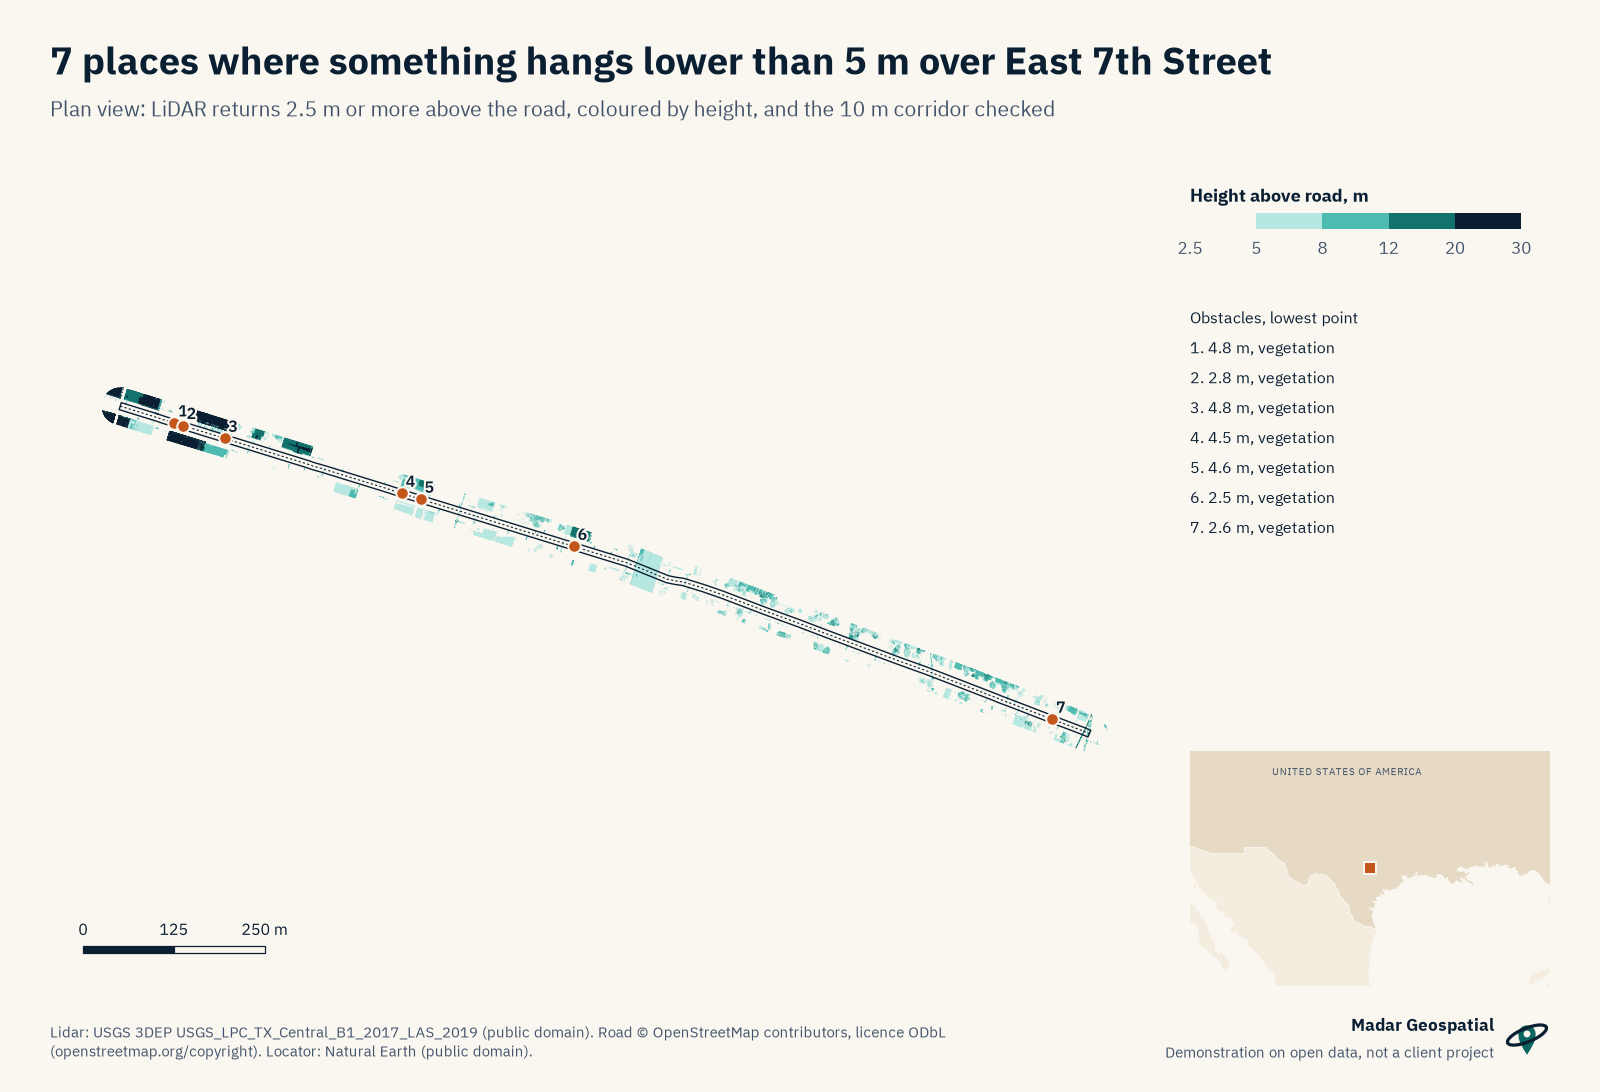 7 places where something hangs lower than 5 m over East 7th Street
Plan view: LiDAR returns 2.5 m or more above the road, coloured by height, and the 10 m corridor checked
Height above road, m
2.5 5 8 12 20 30
Obstacles, lowest point
1. 4.8 m, vegetation
2. 2.8 m, vegetation
3. 4.8 m, vegetation
4. 4.5 m, vegetation
5. 4.6 m, vegetation
6. 2.5 m, vegetation
7. 2.6 m, vegetation
1 2
3
4 5
6
7
UNITED STATES OF AMERICA
0 125 250 m
Lidar: USGS 3DEP USGS_LPC_TX_Central_B1_2017_LAS_2019 (public domain). Road © OpenStreetMap contributors, licence ODbL
(openstreetmap.org/copyright). Locator: Natural Earth (public domain).
Madar Geospatial
Demonstration on open data, not a client project